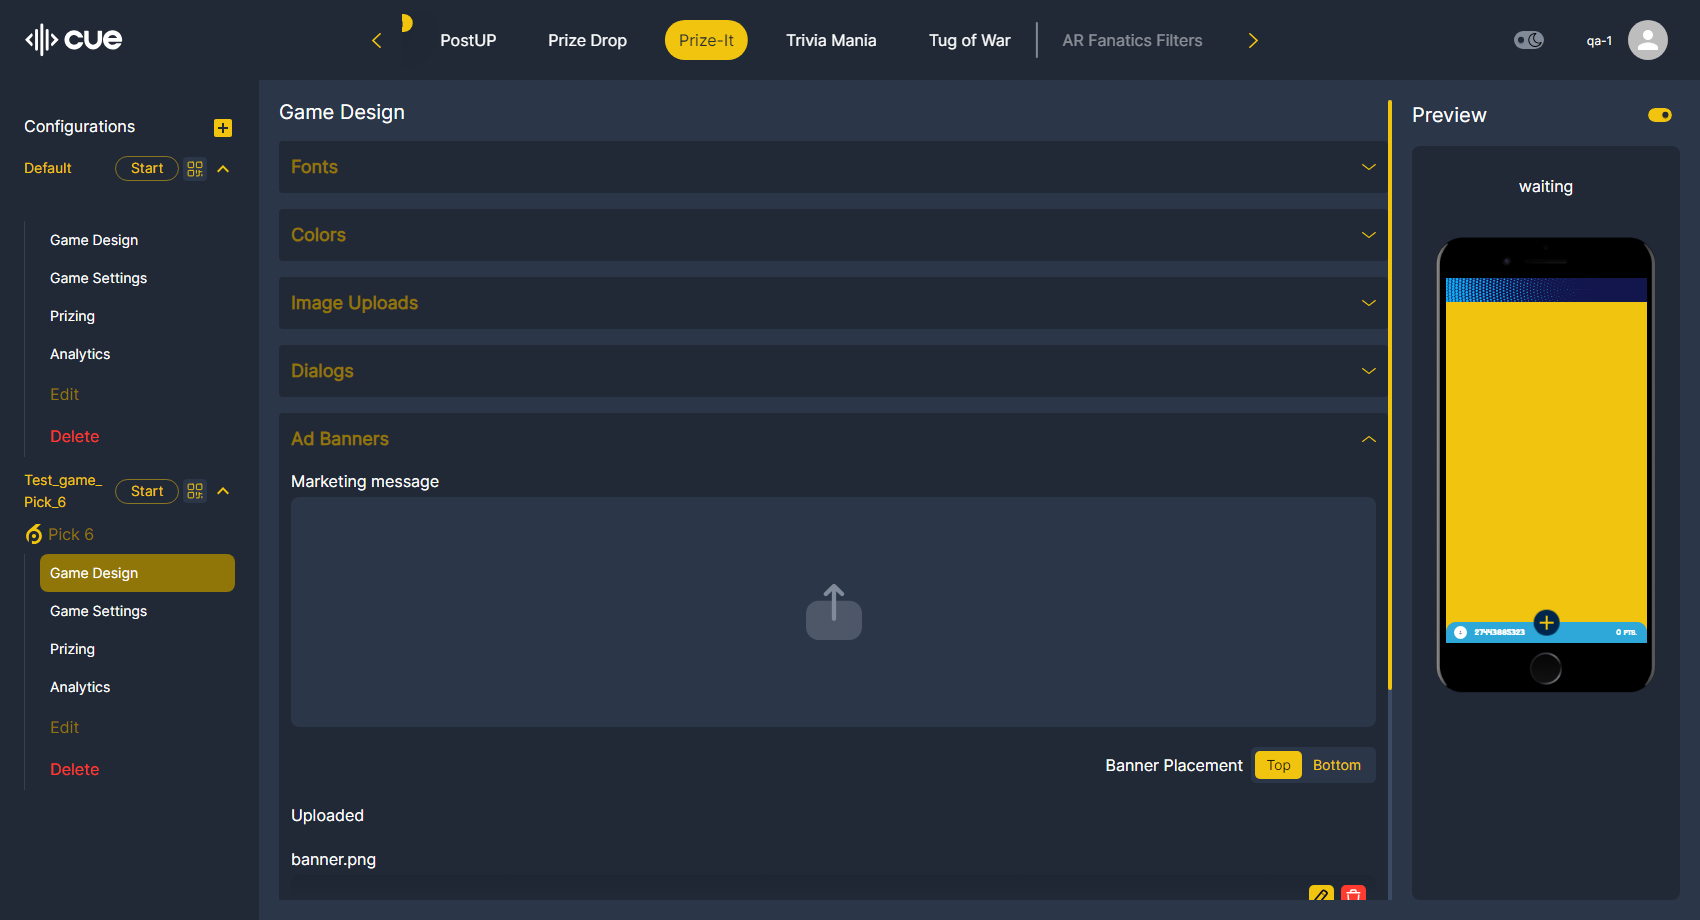 cue
PostUP
Prize Drop
Prize-It
Trivia Mania
Tug of War
AR Fanatics Filters
qa-1
Configurations
Default
Start
Game Design
Game Settings
Prizing
Analytics
Edit
Delete
Test_game_
Pick_6
Start
Pick 6
Game Design
Game Settings
Prizing
Analytics
Edit
Delete
Game Design
Fonts
Colors
Image Uploads
Dialogs
Ad Banners
Marketing message
Banner Placement
Top
Bottom
Uploaded
banner.png
Preview
waiting
0 PTS.